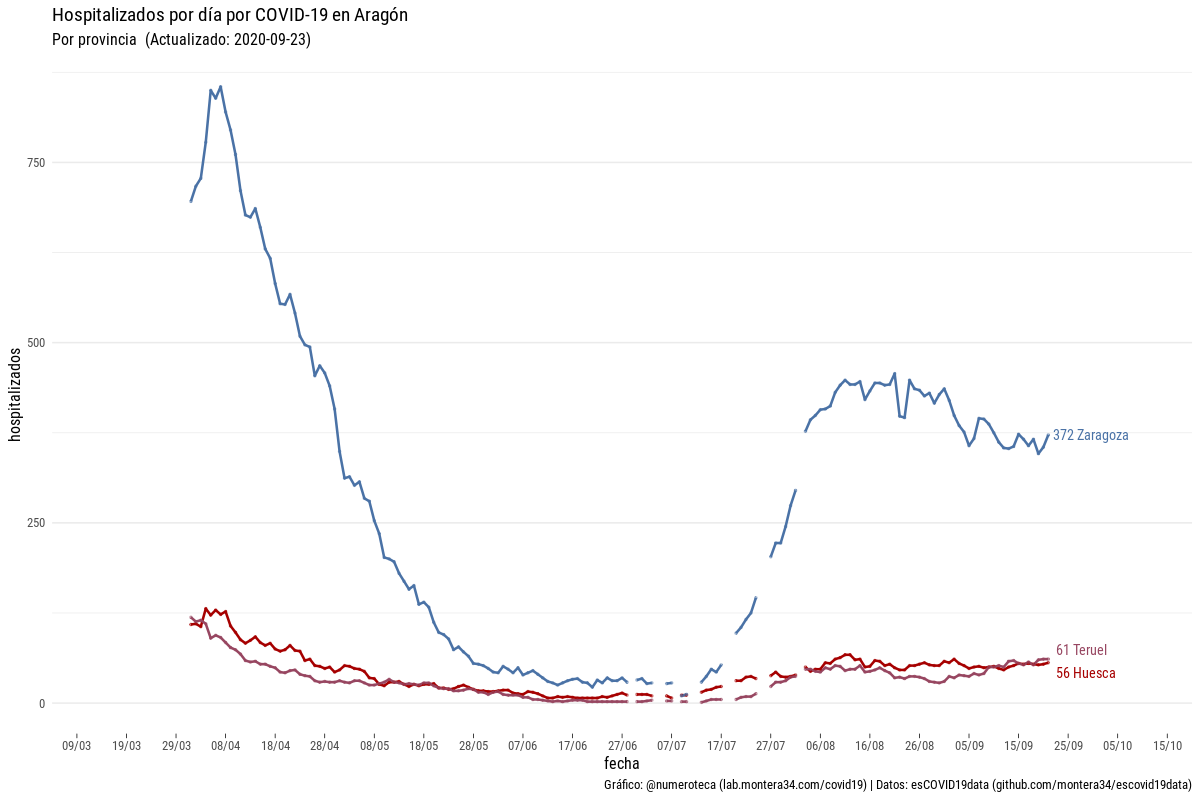 Hospitalizados por día por COVID-19 en Aragón
Por provincia (Actualizado: 2020-09-23)
hospitalizados
750
500
250
0
372 Zaragoza
61 Teruel
56 Huesca
09/03 19/03 29/03 08/04 18/04 28/04 08/05 18/05 28/05 07/06 17/06 27/06 07/07 17/07 27/07 06/08 16/08 26/08 05/09 15/09 25/09 05/10 15/10
fecha
Gráfico: @numeroteca (lab.montera34.com/covid19) | Datos: esCOVID19data (github.com/montera34/escovid19data)